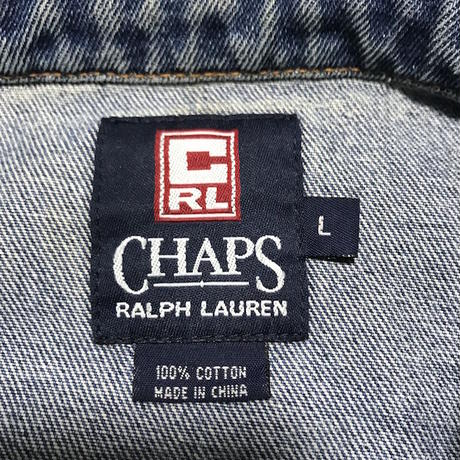 C
RL
CHAPS
RALPH LAUREN
L
100% COTTON
MADE IN CHINA